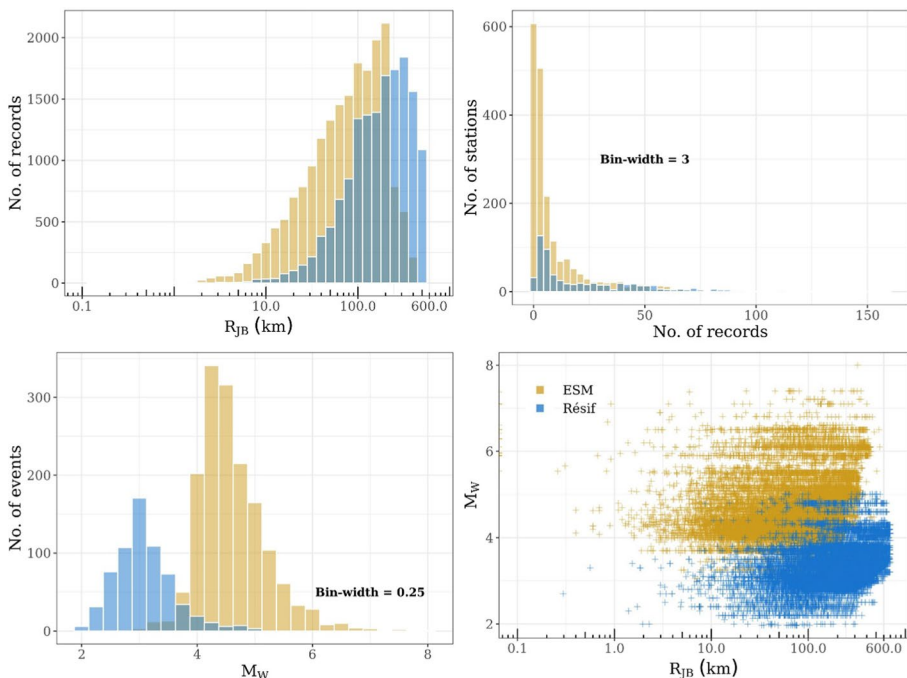 2000
1500
1000
500
0
No. of records
0.1
10.0
100.0
600.0
R_JB (km)
600
400
200
0
No. of stations
Bin-width = 3
0
50
100
150
No. of records
300
200
100
0
No. of events
Bin-width = 0.25
2
4
6
8
M_W
8
6
4
2
M_W
ESM
Résif
0.1
1.0
10.0
100.0
600.0
R_JB (km)